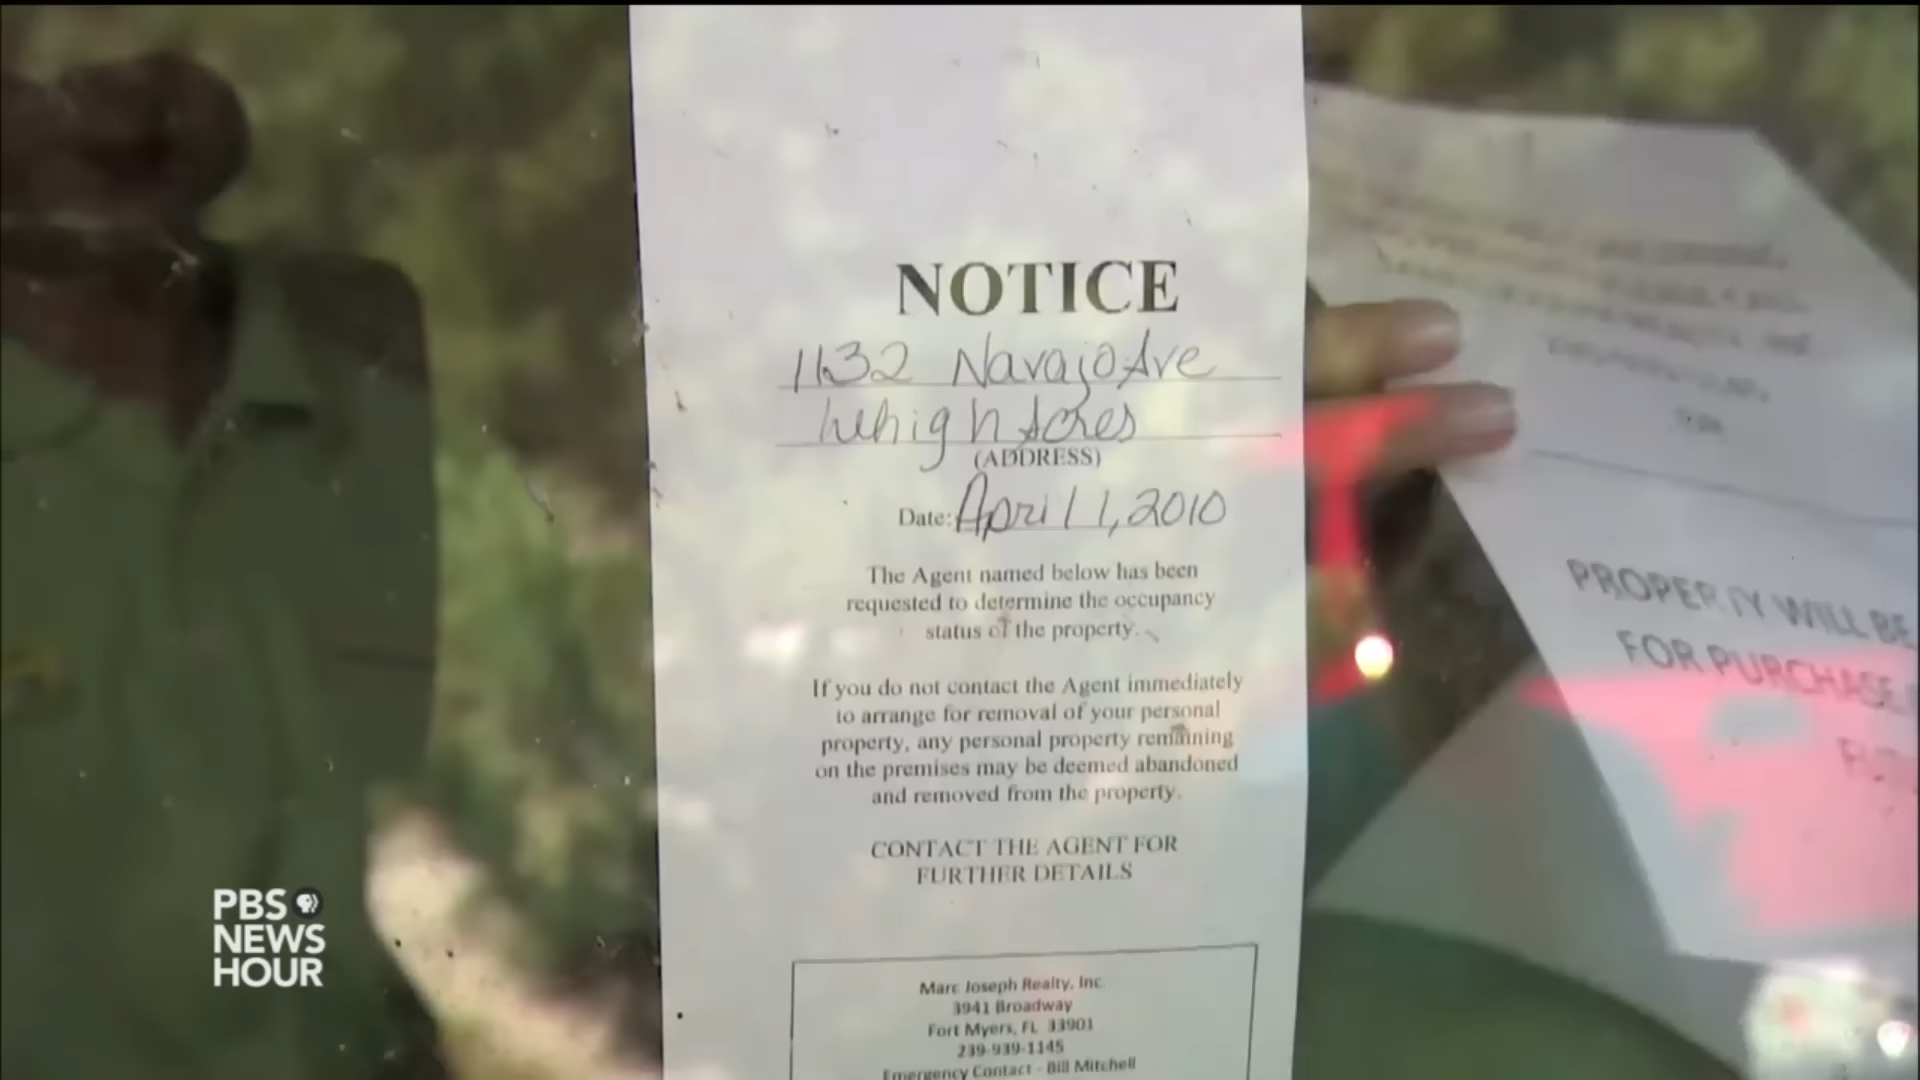 NOTICE
1132 Navajo Ave
Lehigh Acres
(ADDRESS)
Date: April 1, 2010
The Agent named below has been
requested to determine the occupancy
status of the property.
If you do not contact the Agent immediately
to arrange for removal of your personal
property, any personal property remaining
on the premises may be deemed abandoned
and removed from the property.
CONTACT THE AGENT FOR
FURTHER DETAILS
Marc Joseph Realty, Inc.
3941 Broadway
Fort Myers, FL 33901
239-939-1145
Emergency Contact - Bill Mitchell
PROPERTY WILL BE
FOR PURCHASE
PBS
NEWS
HOUR